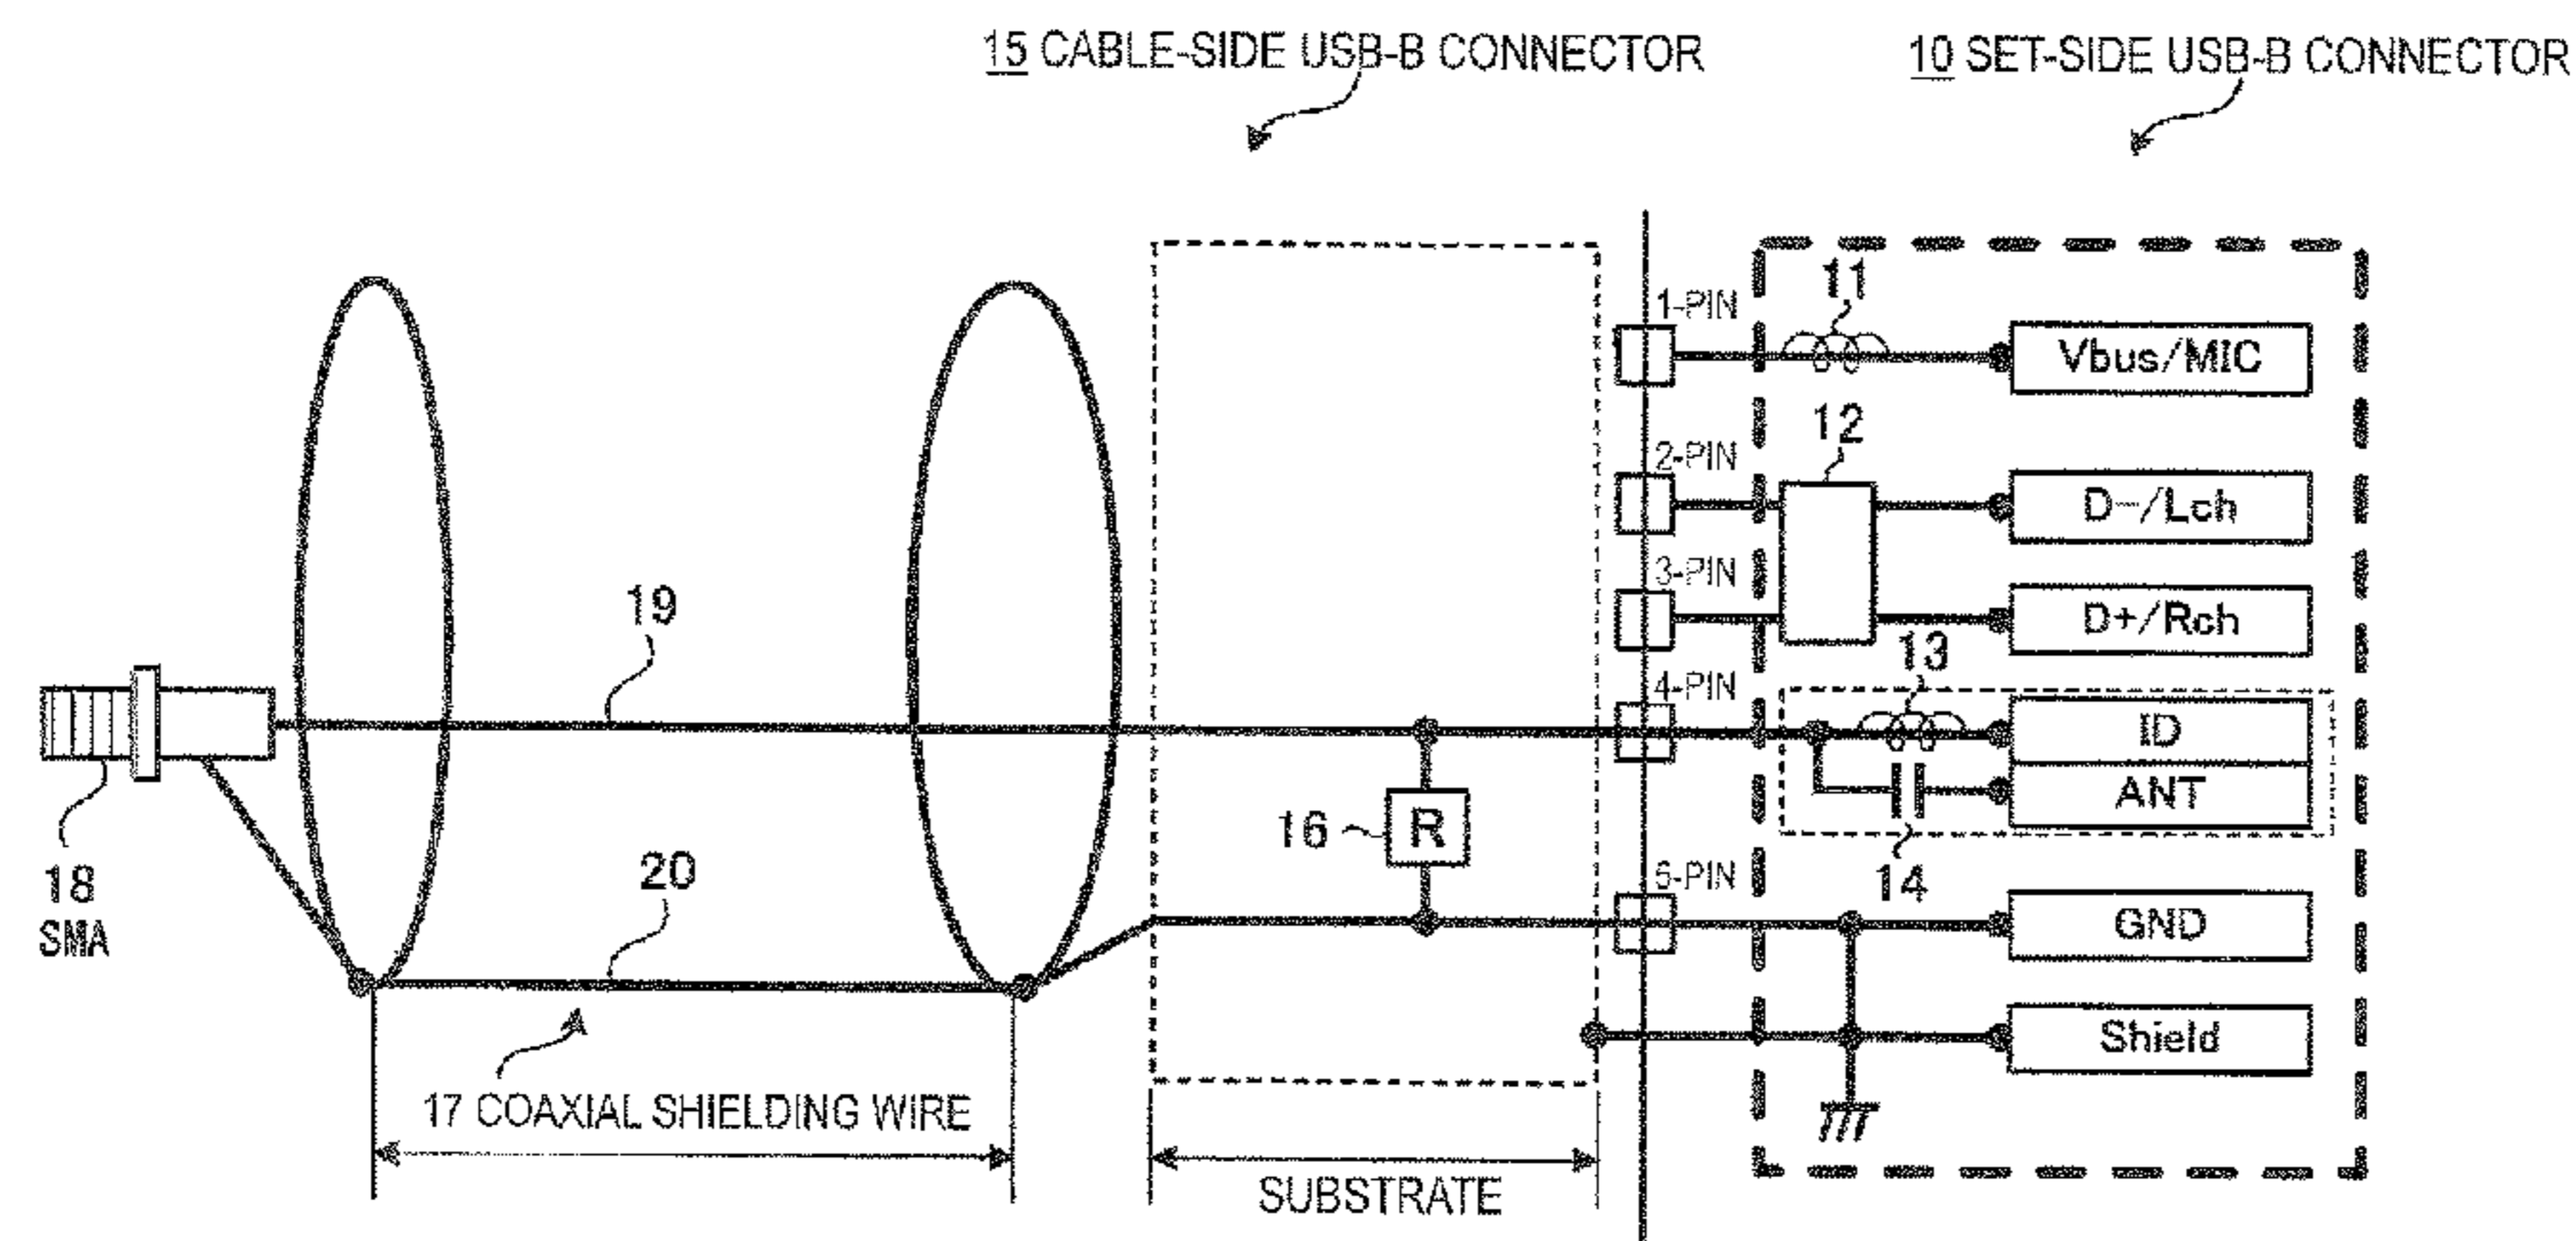 15 CABLE-SIDE USB-B CONNECTOR
10 SET-SIDE USB-B CONNECTOR
1-PIN
11
Vbus/MIC
2-PIN
12
D-/Lch
3-PIN
D+/Rch
19
4-PIN
13
ID
ANT
16
R
14
18
SMA
20
5-PIN
GND
Shield
17 COAXIAL SHIELDING WIRE
SUBSTRATE